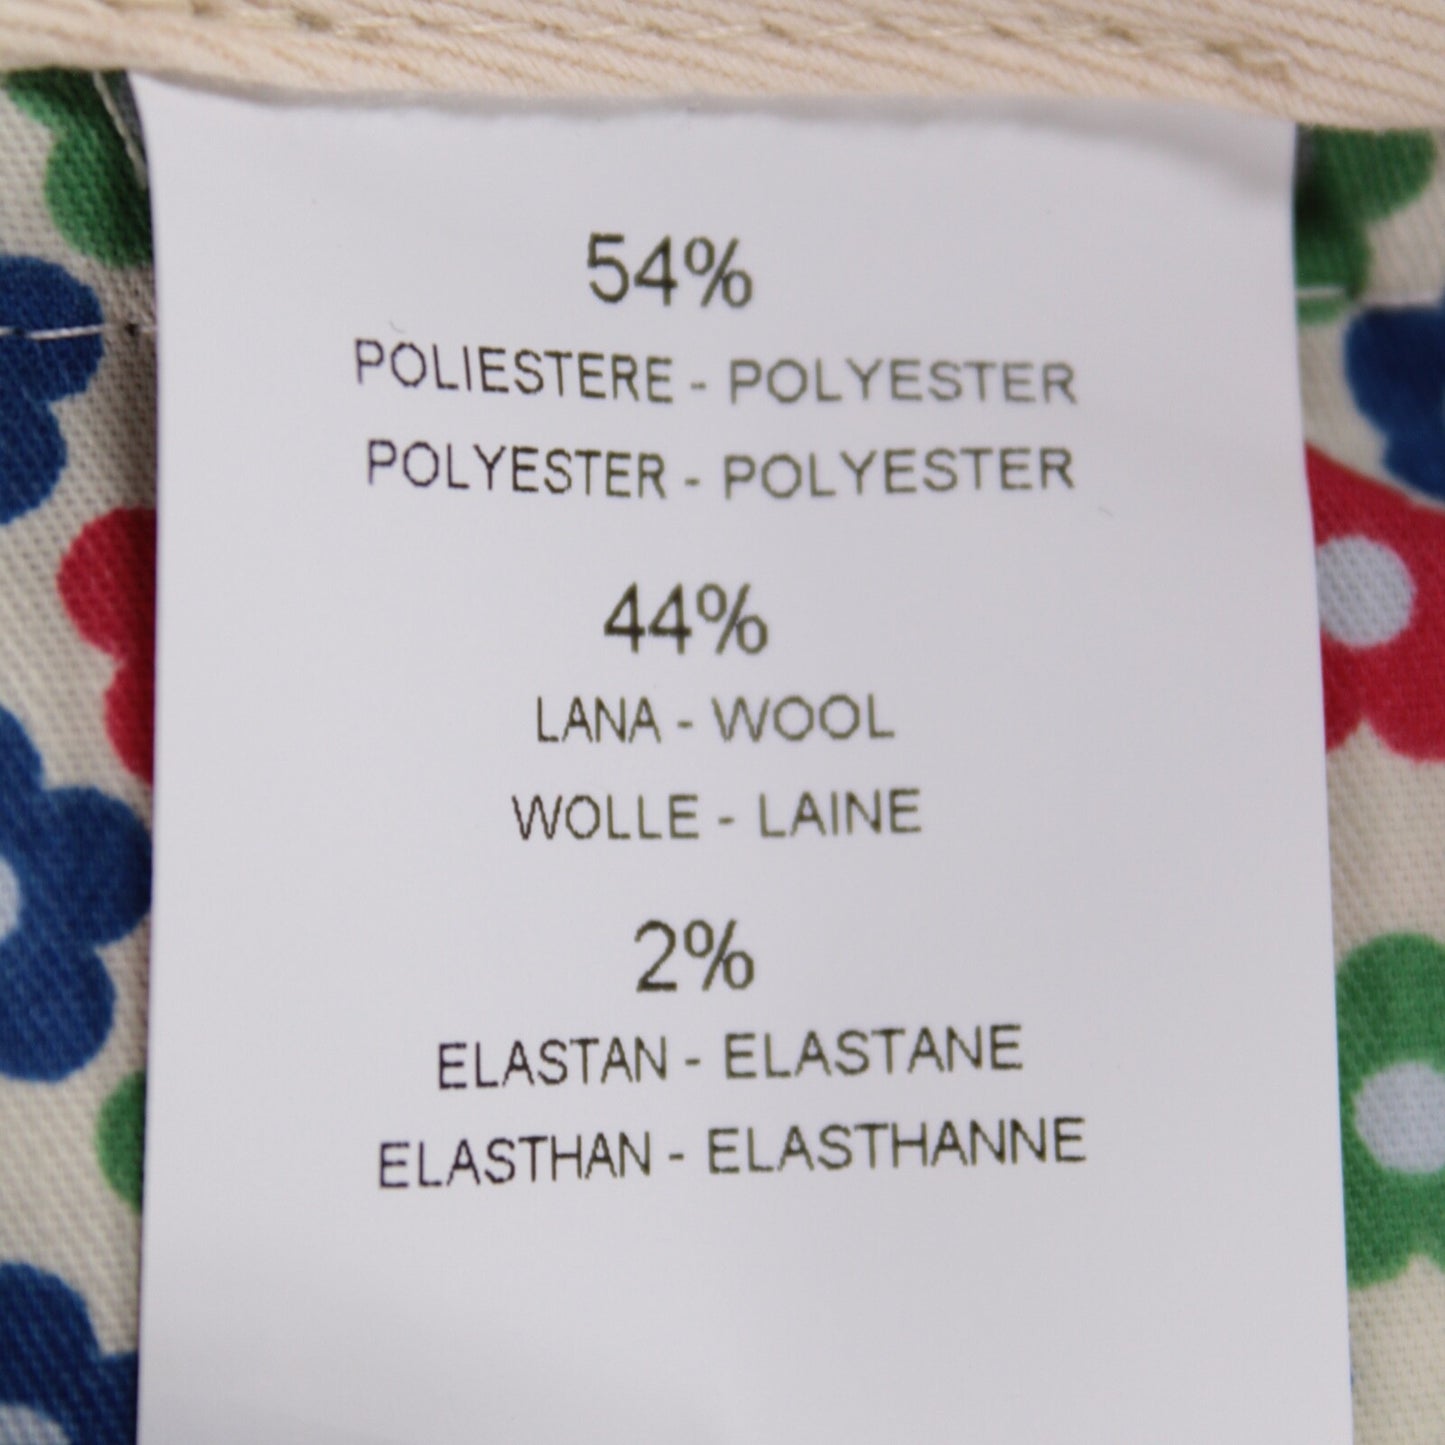 54%
POLIESTERE - POLYESTER
POLYESTER - POLYESTER
44%
LANA - WOOL
WOLLE - LAINE
2%
ELASTAN - ELASTANE
ELASTHAN - ELASTHANNE